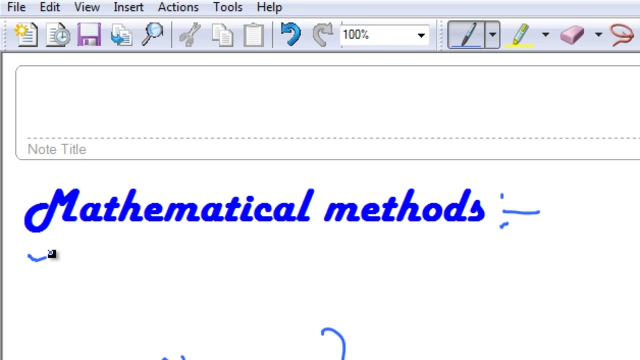 File Edit View Insert Actions Tools Help
100%
Note Title
Mathematical methods :-